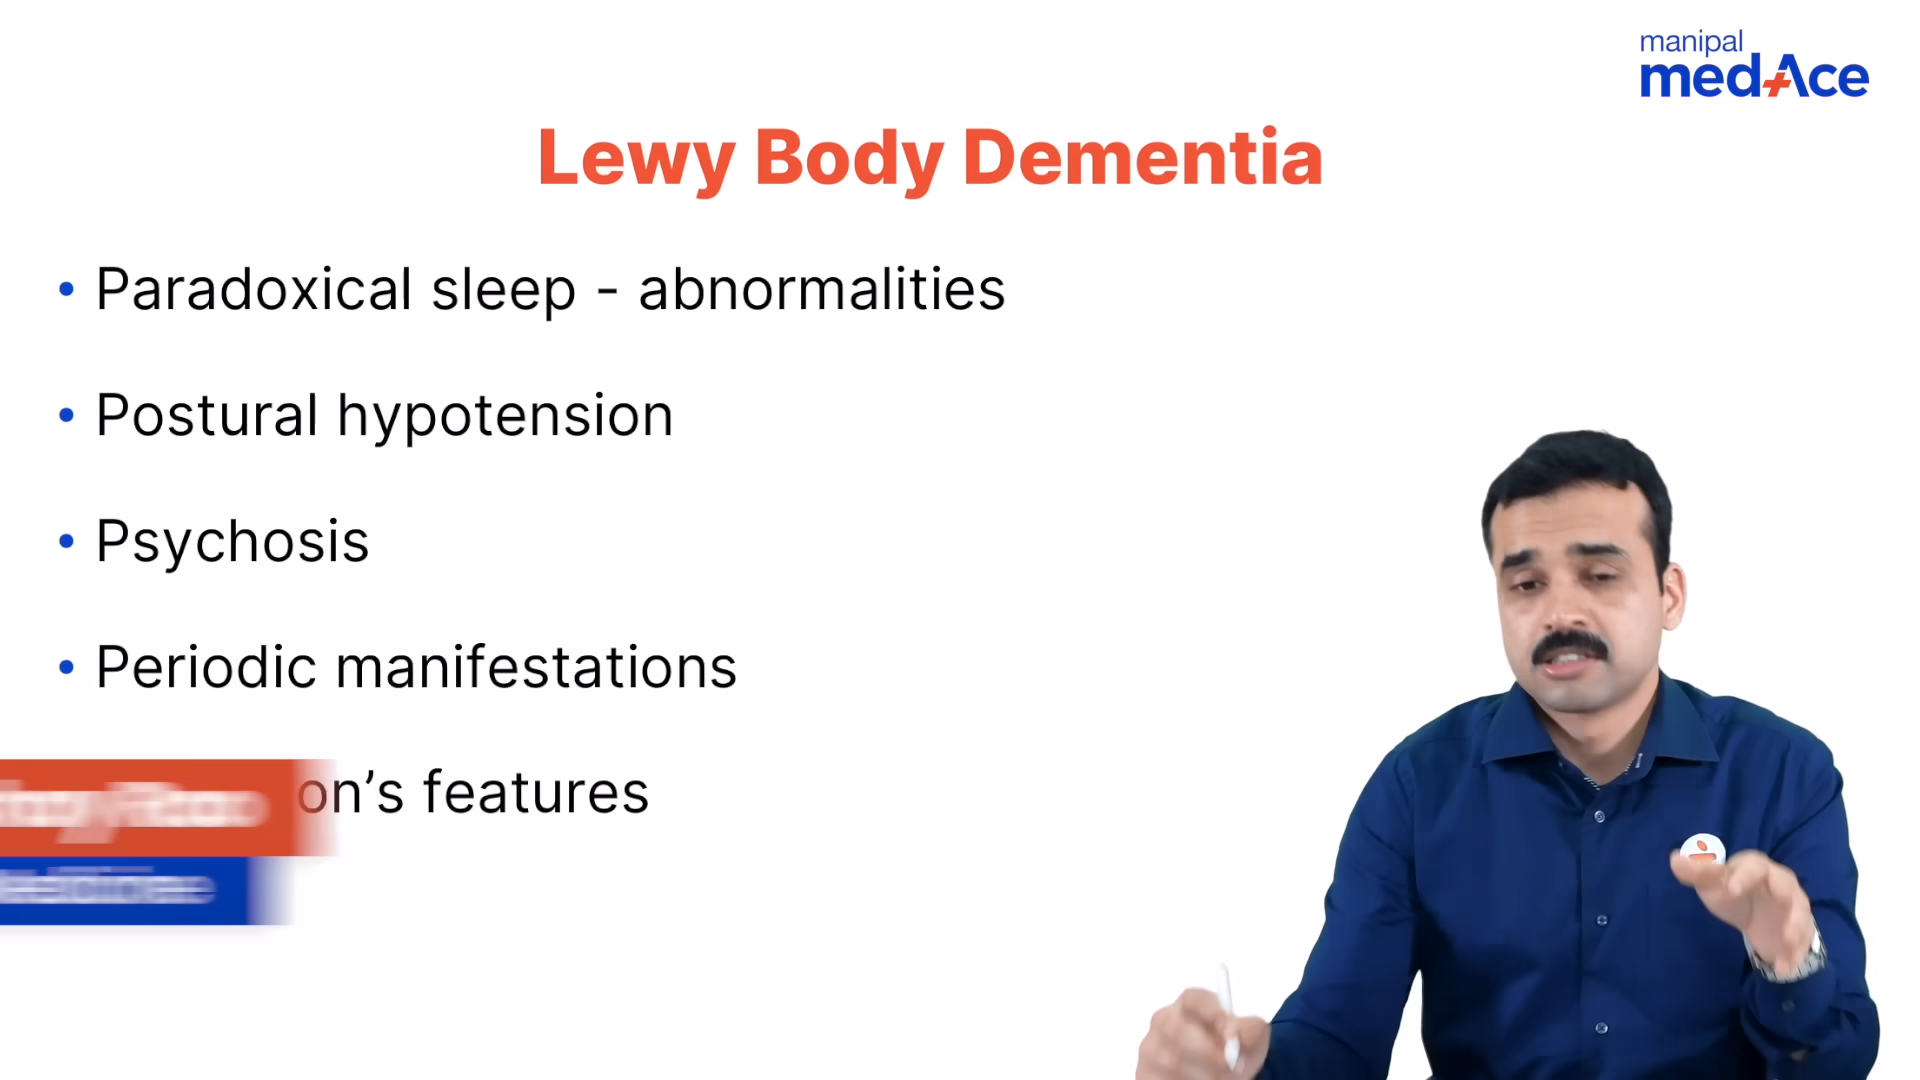 manipal
medAce
Lewy Body Dementia
• Paradoxical sleep - abnormalities
• Postural hypotension
• Psychosis
• Periodic manifestations
on’s features